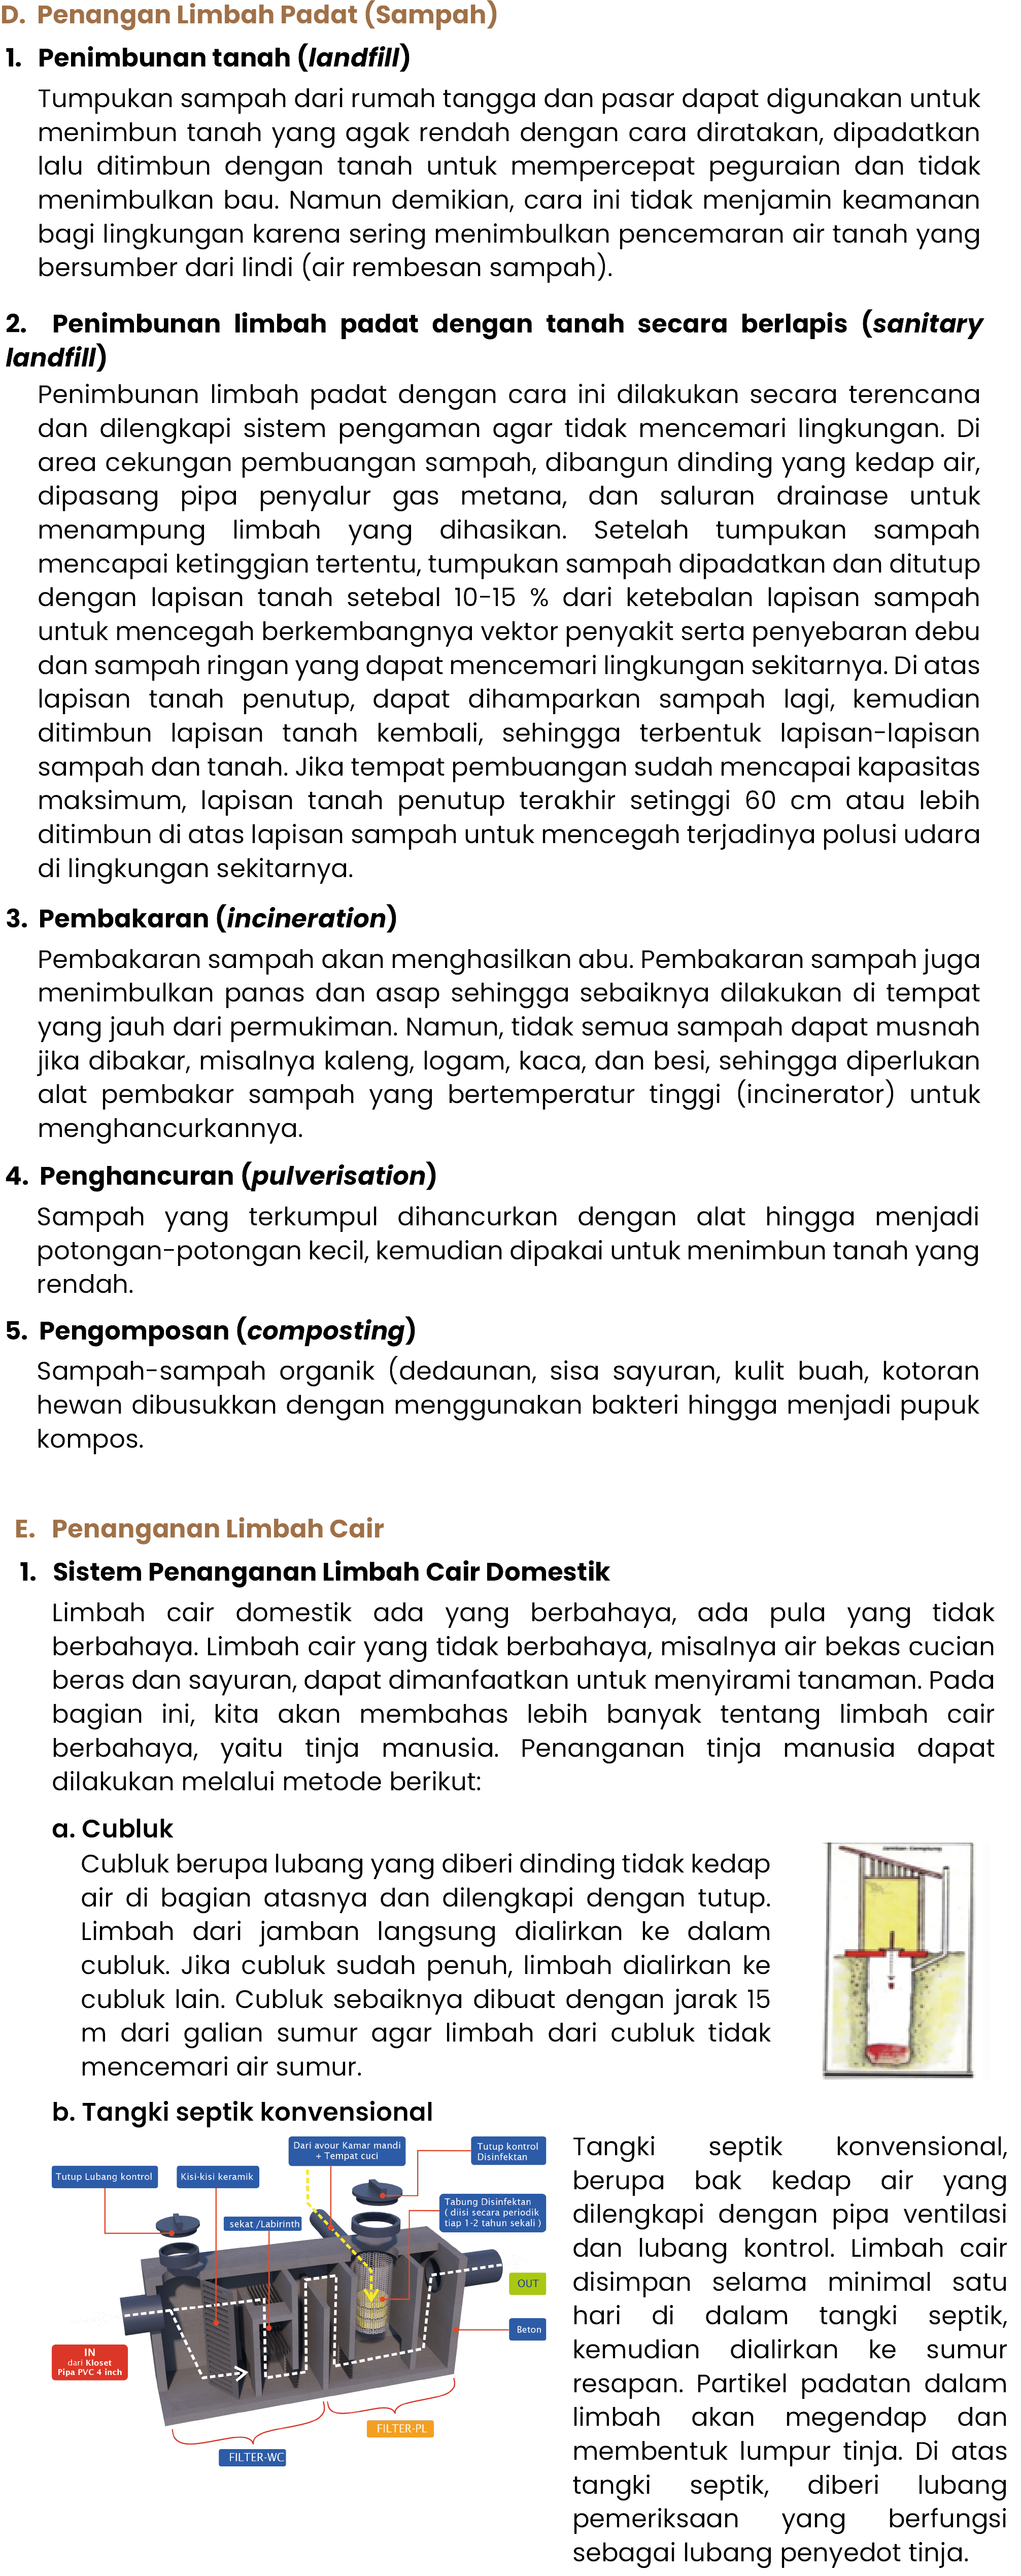 D. Penangan Limbah Padat (Sampah)
1. Penimbunan tanah (landfill)
Tumpukan sampah dari rumah tangga dan pasar dapat digunakan untuk
menimbun tanah yang agak rendah dengan cara diratakan, dipadatkan
lalu ditimbun dengan tanah untuk mempercepat peguraian dan tidak
menimbulkan bau. Namun demikian, cara ini tidak menjamin keamanan
bagi lingkungan karena sering menimbulkan pencemaran air tanah yang
bersumber dari lindi (air rembesan sampah).
2. Penimbunan limbah padat dengan tanah secara berlapis (sanitary
landfill)
Penimbunan limbah padat dengan cara ini dilakukan secara terencana
dan dilengkapi sistem pengaman agar tidak mencemari lingkungan. Di
area cekungan pembuangan sampah, dibangun dinding yang kedap air,
dipasang pipa penyalur gas metana, dan saluran drainase untuk
menampung limbah yang dihasikan. Setelah tumpukan sampah
mencapai ketinggian tertentu, tumpukan sampah dipadatkan dan ditutup
dengan lapisan tanah setebal 10-15 % dari ketebalan lapisan sampah
untuk mencegah berkembangnya vektor penyakit serta penyebaran debu
dan sampah ringan yang dapat mencemari lingkungan sekitarnya. Di atas
lapisan tanah penutup, dapat dihamparkan sampah lagi, kemudian
ditimbun lapisan tanah kembali, sehingga terbentuk lapisan-lapisan
sampah dan tanah. Jika tempat pembuangan sudah mencapai kapasitas
maksimum, lapisan tanah penutup terakhir setinggi 60 cm atau lebih
ditimbun di atas lapisan sampah untuk mencegah terjadinya polusi udara
di lingkungan sekitarnya.
3. Pembakaran (incineration)
Pembakaran sampah akan menghasilkan abu. Pembakaran sampah juga
menimbulkan panas dan asap sehingga sebaiknya dilakukan di tempat
yang jauh dari permukiman. Namun, tidak semua sampah dapat musnah
jika dibakar, misalnya kaleng, logam, kaca, dan besi, sehingga diperlukan
alat pembakar sampah yang bertemperatur tinggi (incinerator) untuk
menghancurkannya.
4. Penghancuran (pulverisation)
Sampah yang terkumpul dihancurkan dengan alat hingga menjadi
potongan-potongan kecil, kemudian dipakai untuk menimbun tanah yang
rendah.
5. Pengomposan (composting)
Sampah-sampah organik (dedaunan, sisa sayuran, kulit buah, kotoran
hewan dibusukkan dengan menggunakan bakteri hingga menjadi pupuk
kompos.
E. Penanganan Limbah Cair
1. Sistem Penanganan Limbah Cair Domestik
Limbah cair domestik ada yang berbahaya, ada pula yang tidak
berbahaya. Limbah cair yang tidak berbahaya, misalnya air bekas cucian
beras dan sayuran, dapat dimanfaatkan untuk menyirami tanaman. Pada
bagian ini, kita akan membahas lebih banyak tentang limbah cair
berbahaya, yaitu tinja manusia. Penanganan tinja manusia dapat
dilakukan melalui metode berikut:
a. Cubluk
Cubluk berupa lubang yang diberi dinding tidak kedap
air di bagian atasnya dan dilengkapi dengan tutup.
Limbah dari jamban langsung dialirkan ke dalam
cubluk. Jika cubluk sudah penuh, limbah dialirkan ke
cubluk lain. Cubluk sebaiknya dibuat dengan jarak 15
m dari galian sumur agar limbah dari cubluk tidak
mencemari air sumur.
b. Tangki septik konvensional
Tutup Lubang kontrol
Kisi-kisi keramik
sekat /Labirinth
Dari avour Kamar mandi
+ Tempat cuci
Tutup kontrol
Disinfektan
Tabung Disinfektan
( diisi secara periodik
tiap 1-2 tahun sekali )
OUT
Beton
IN
dari Kloset
Pipa PVC 4 inch
FILTER-PL
FILTER-WC
Tangki septik konvensional,
berupa bak kedap air yang
dilengkapi dengan pipa ventilasi
dan lubang kontrol. Limbah cair
disimpan selama minimal satu
hari di dalam tangki septik,
kemudian dialirkan ke sumur
resapan. Partikel padatan dalam
limbah akan megendap dan
membentuk lumpur tinja. Di atas
tangki septik, diberi lubang
pemeriksaan yang berfungsi
sebagai lubang penyedot tinja.